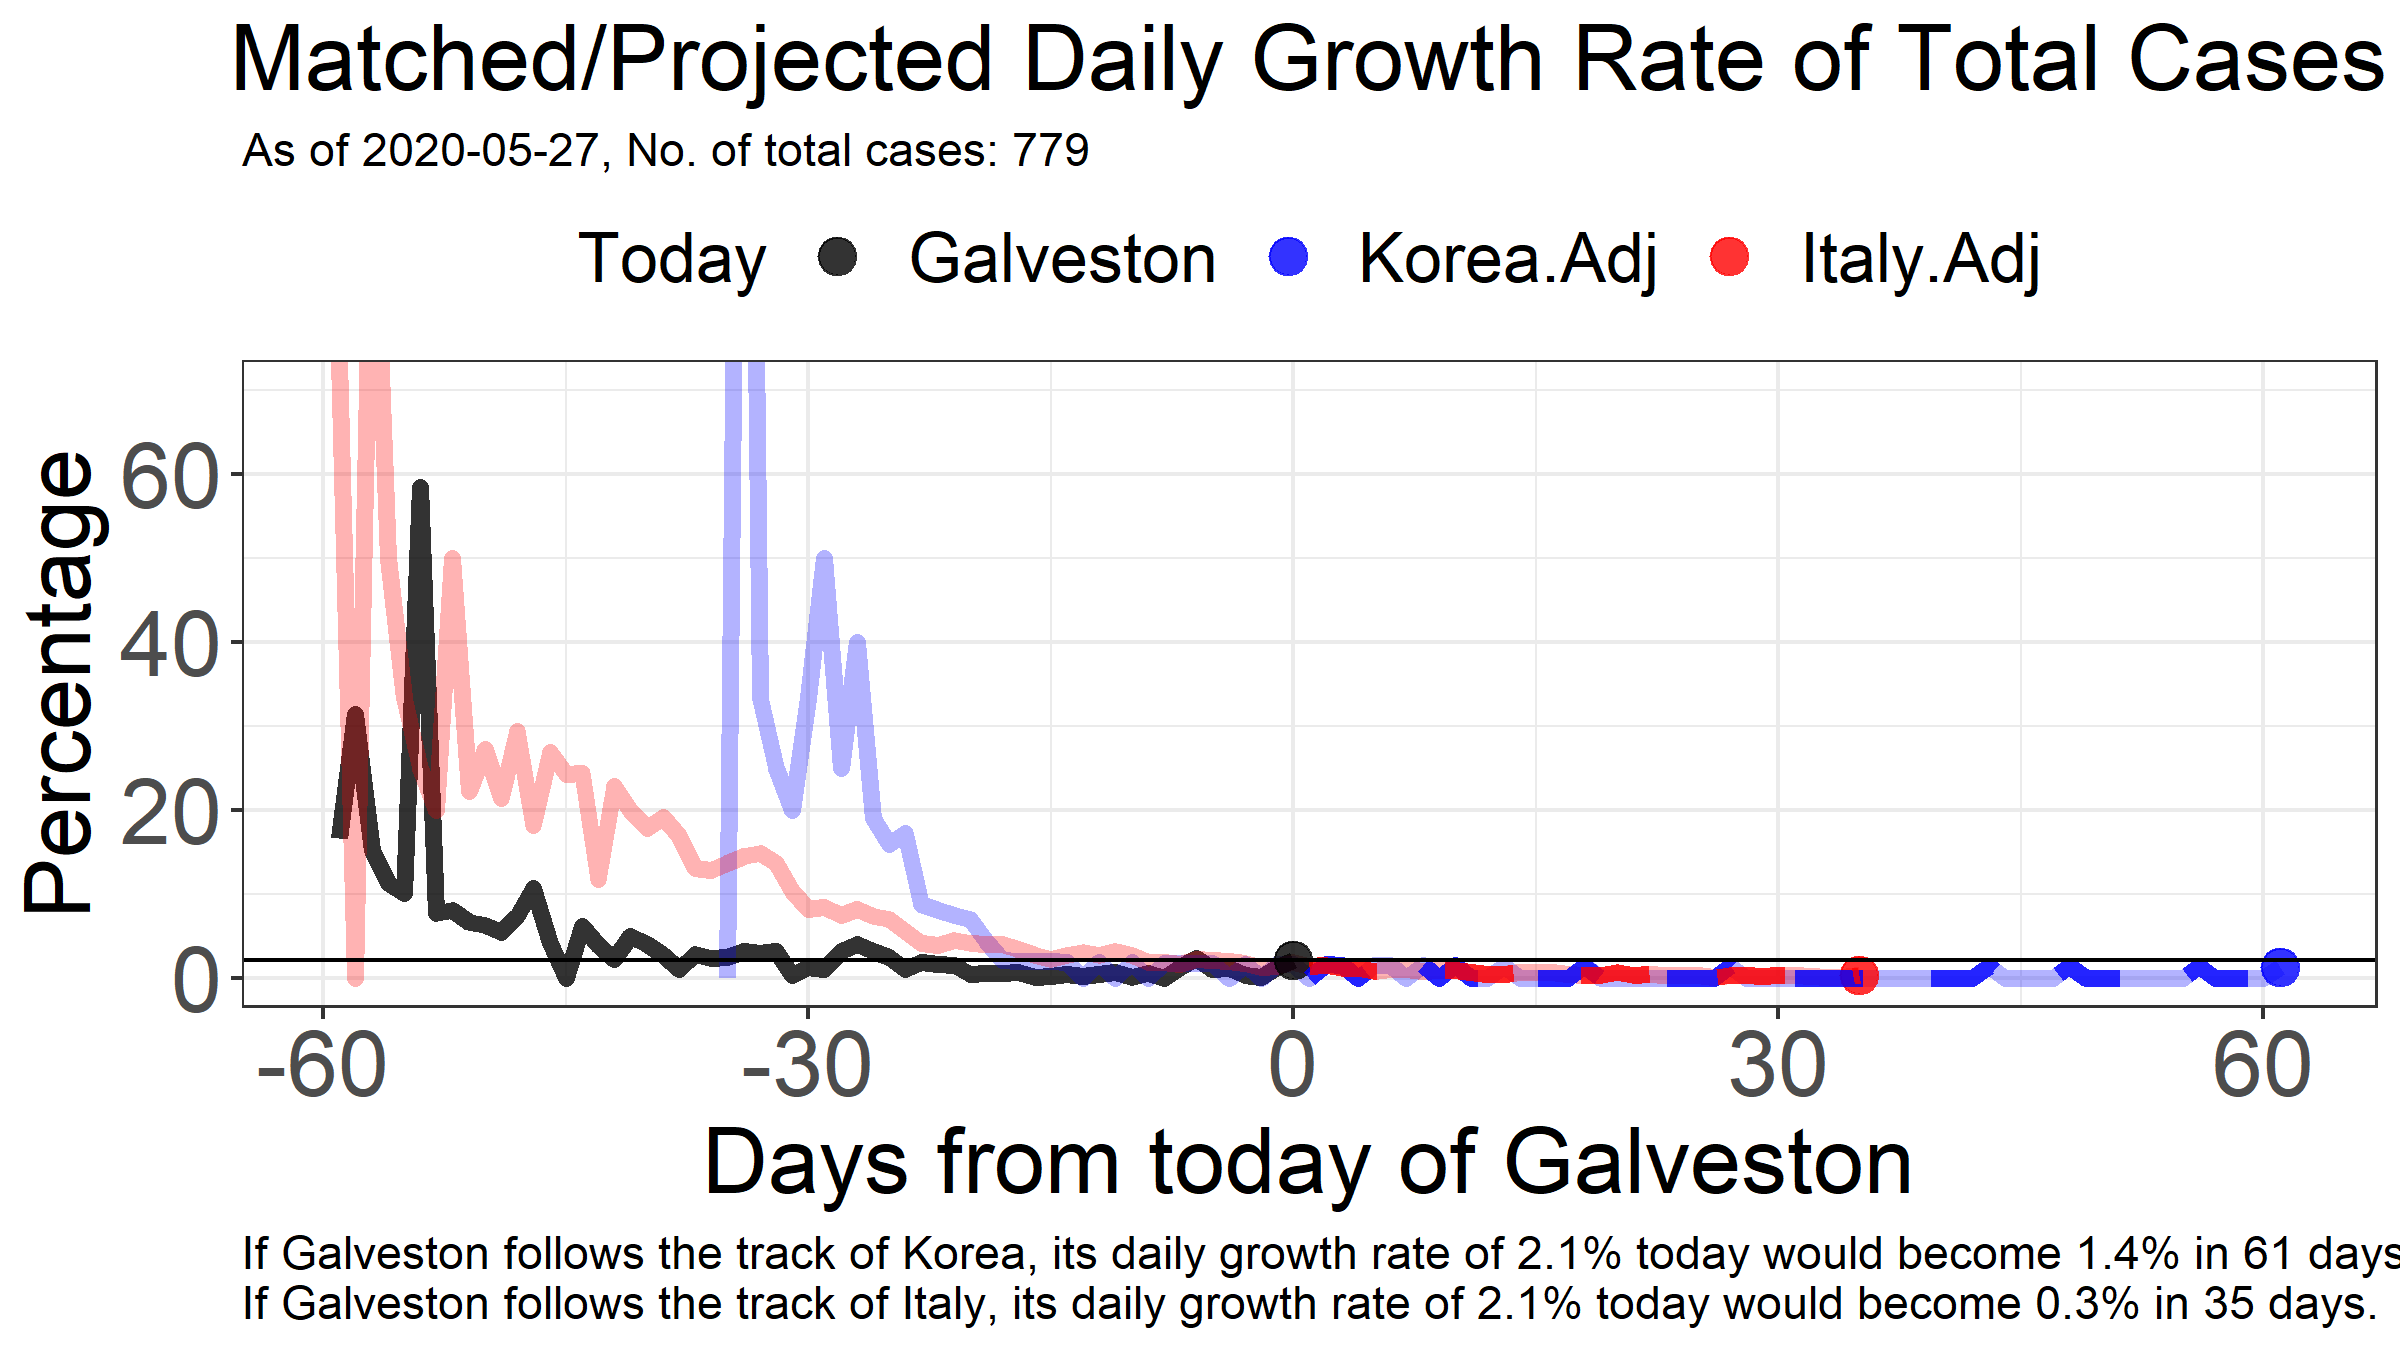 Matched/Projected Daily Growth Rate of Total Cases
As of 2020-05-27, No. of total cases: 779
Today Galveston Korea.Adj Italy.Adj
Percentage
60
40
20
0
-60 -30 0 30 60
Days from today of Galveston
If Galveston follows the track of Korea, its daily growth rate of 2.1% today would become 1.4% in 61 days
If Galveston follows the track of Italy, its daily growth rate of 2.1% today would become 0.3% in 35 days.